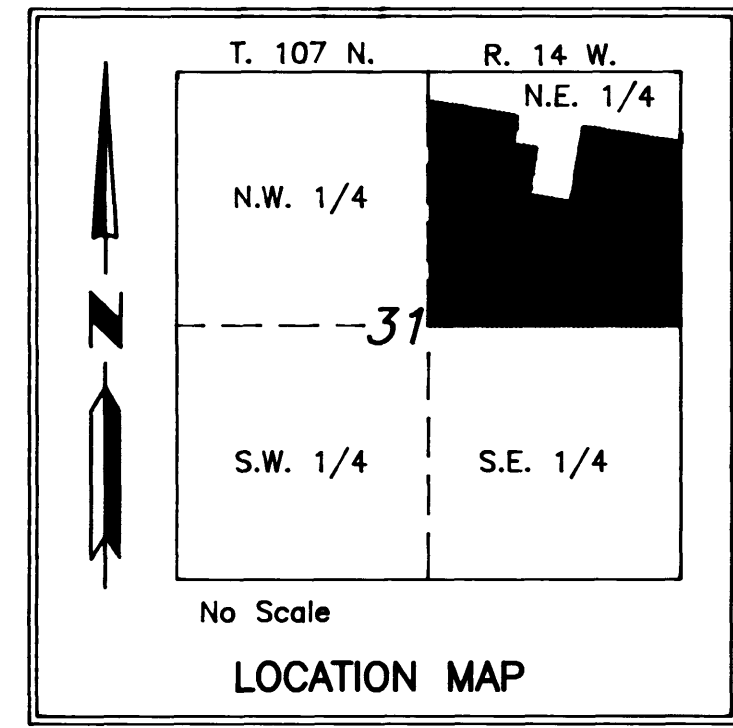 T. 107 N. R. 14 W.
N.E. 1/4
N.W. 1/4
N
31
S.W. 1/4 S.E. 1/4
No Scale
LOCATION MAP